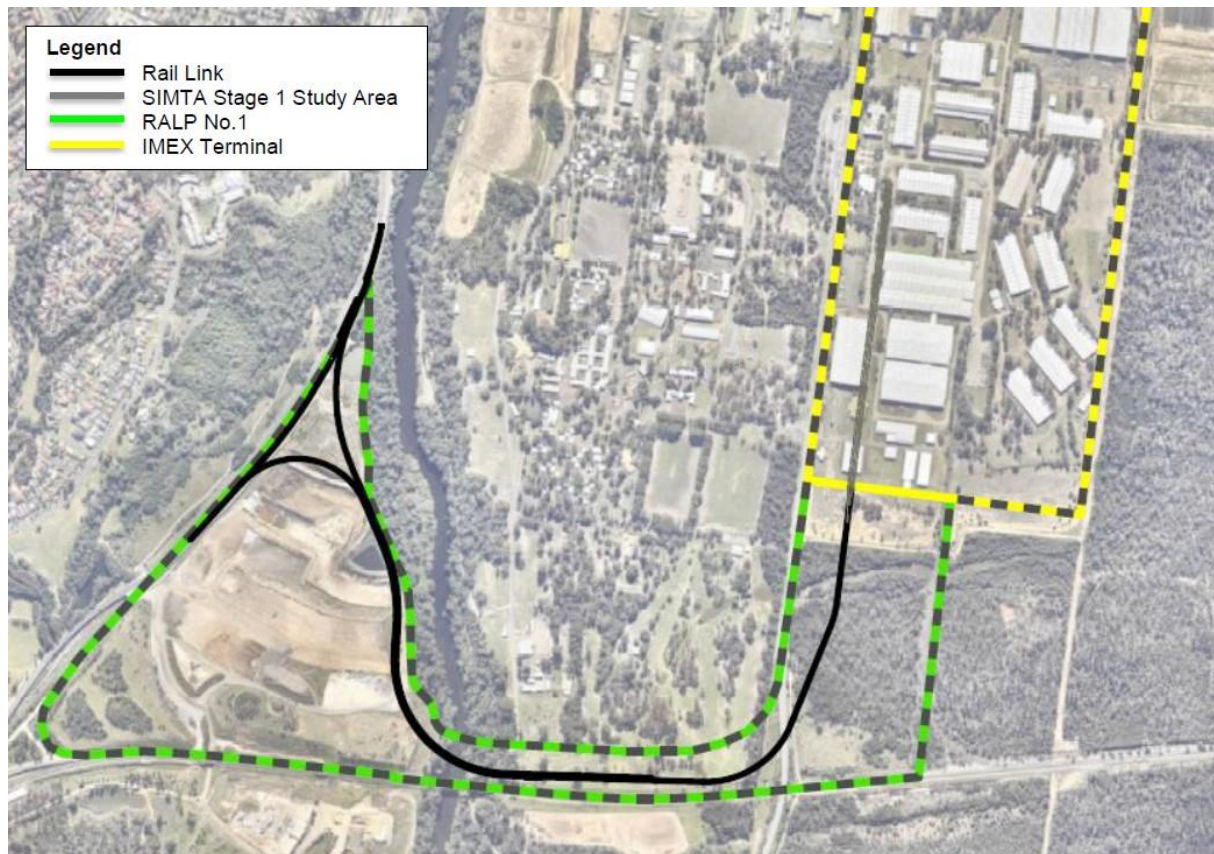 Legend
Rail Link
SIMTA Stage 1 Study Area
RALP No.1
IMEX Terminal